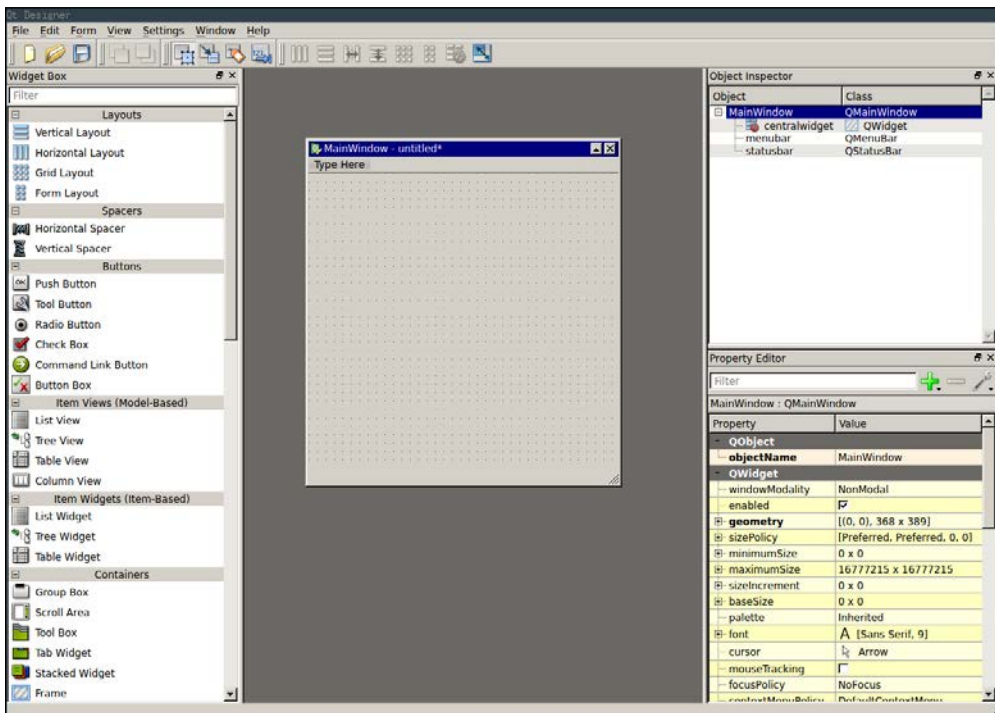 Qt Designer
File Edit Form View Settings Window Help
Widget Box
Filter
Layouts
Vertical Layout
Horizontal Layout
Grid Layout
Form Layout
Spacers
Horizontal Spacer
Vertical Spacer
Buttons
OK Push Button
Tool Button
Radio Button
Check Box
Command Link Button
Button Box
Item Views (Model-Based)
List View
Tree View
Table View
Column View
Item Widgets (Item-Based)
List Widget
Tree Widget
Table Widget
Containers
Group Box
Scroll Area
Tool Box
Tab Widget
Stacked Widget
Frame
MainWindow - untitled*
Type Here
Object Inspector
Object Class
MainWindow QMainWindow
centralwidget QWidget
menubar QMenuBar
statusbar QStatusBar
Property Editor
Filter
MainWindow : QMainWindow
Property Value
QObject
objectName MainWindow
QWidget
windowModality NonModal
enabled
geometry [(0, 0), 368 x 389]
sizePolicy [Preferred, Preferred, 0, 0]
minimumSize 0 x 0
maximumSize 16777215 x 16777215
sizeIncrement 0 x 0
baseSize 0 x 0
palette Inherited
font A [Sans Serif, 9]
cursor Arrow
mouseTracking
focusPolicy NoFocus
contextMenuPolicy DefaultContextMenu